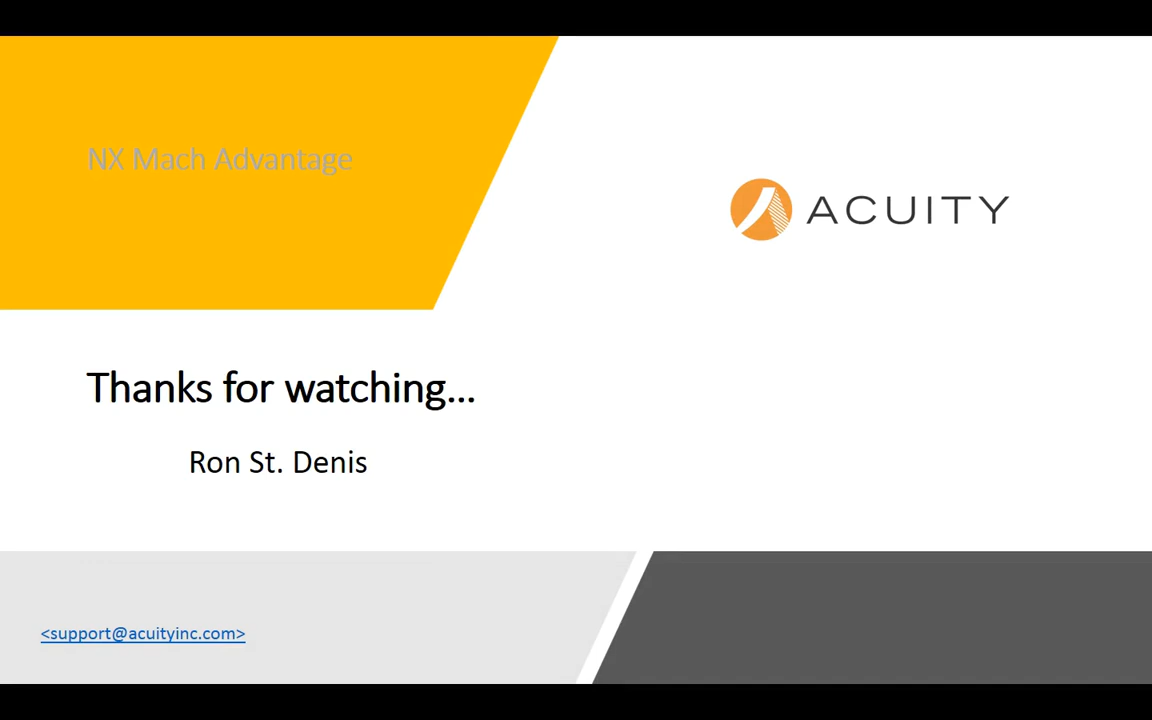 NX Mach Advantage
ACUITY
Thanks for watching...
Ron St. Denis
<support@acuityinc.com>